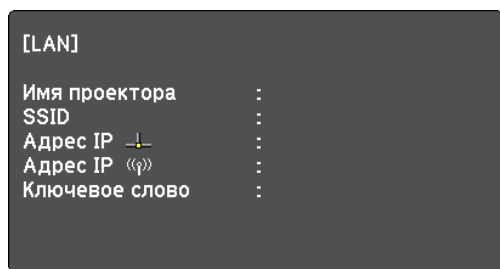 [LAN]
Имя проектора :
SSID :
Адрес IP :
Адрес IP :
Ключевое слово :